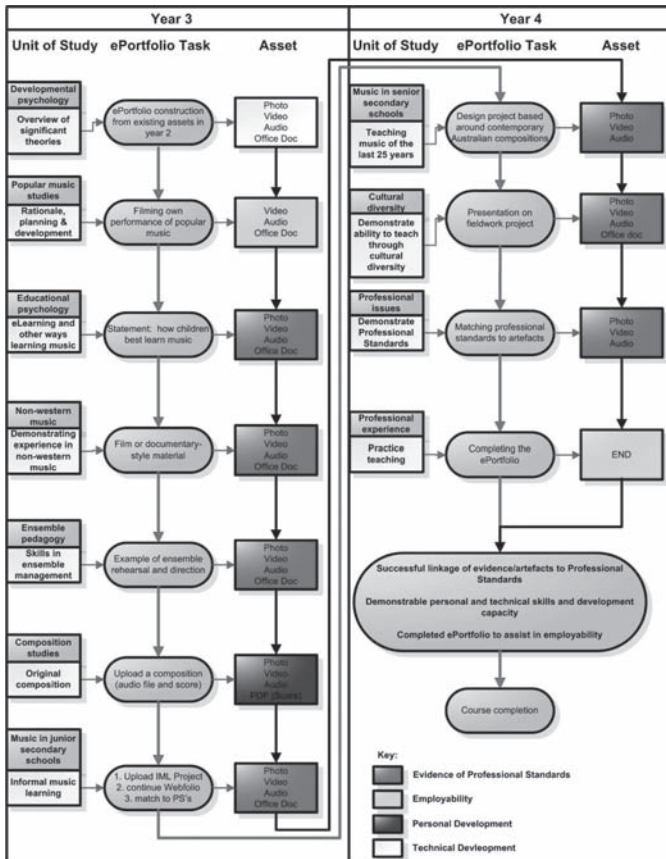 Year 3
Unit of Study
ePortfolio Task
Asset
Developmental
psychology
Overview of
significant
theories
ePortfolio construction
from existing assets in
year 2
Photo
Video
Audio
Office Doc
Popular music
studies
Rationale,
planning &
development
Filming own
performance of popular
music
Video
Audio
Office Doc
Educational
psychology
eLearning and
other ways
learning music
Statement: how children
best learn music
Photo
Video
Audio
Office Doc
Non-western
music
Demonstrating
experience in
non-western
music
Film or documentary-
style material
Photo
Video
Audio
Office Doc
Ensemble
pedagogy
Skills in
ensemble
management
Example of ensemble
rehearsal and direction
Photo
Video
Audio
Office Doc
Composition
studies
Original
composition
Upload a composition
(audio file and score)
Photo
Video
Audio
PDF (Score)
Music in junior
secondary
schools
Informal music
learning
1. Upload IML Project
2. continue Webfolio
3. match to PS's
Photo
Video
Audio
Office Doc
Year 4
Unit of Study
ePortfolio Task
Asset
Music in senior
secondary
schools
Teaching
music of the
last 25 years
Design project based
around contemporary
Australian compositions
Photo
Video
Audio
Cultural
diversity
Demonstrate
ability to teach
through
cultural
diversity
Presentation on
fieldwork project
Photo
Video
Audio
Office doc
Professional
issues
Demonstrate
Professional
Standards
Matching professional
standards to artefacts
Photo
Video
Audio
Professional
experience
Practice
teaching
Completing the
ePortfolio
END
Successful linkage of evidence/artefacts to Professional
Standards
Demonstrable personal and technical skills and development
capacity
Completed ePortfolio to assist in employability
Course completion
Key:
Evidence of Professional Standards
Employability
Personal Development
Technical Devleopment